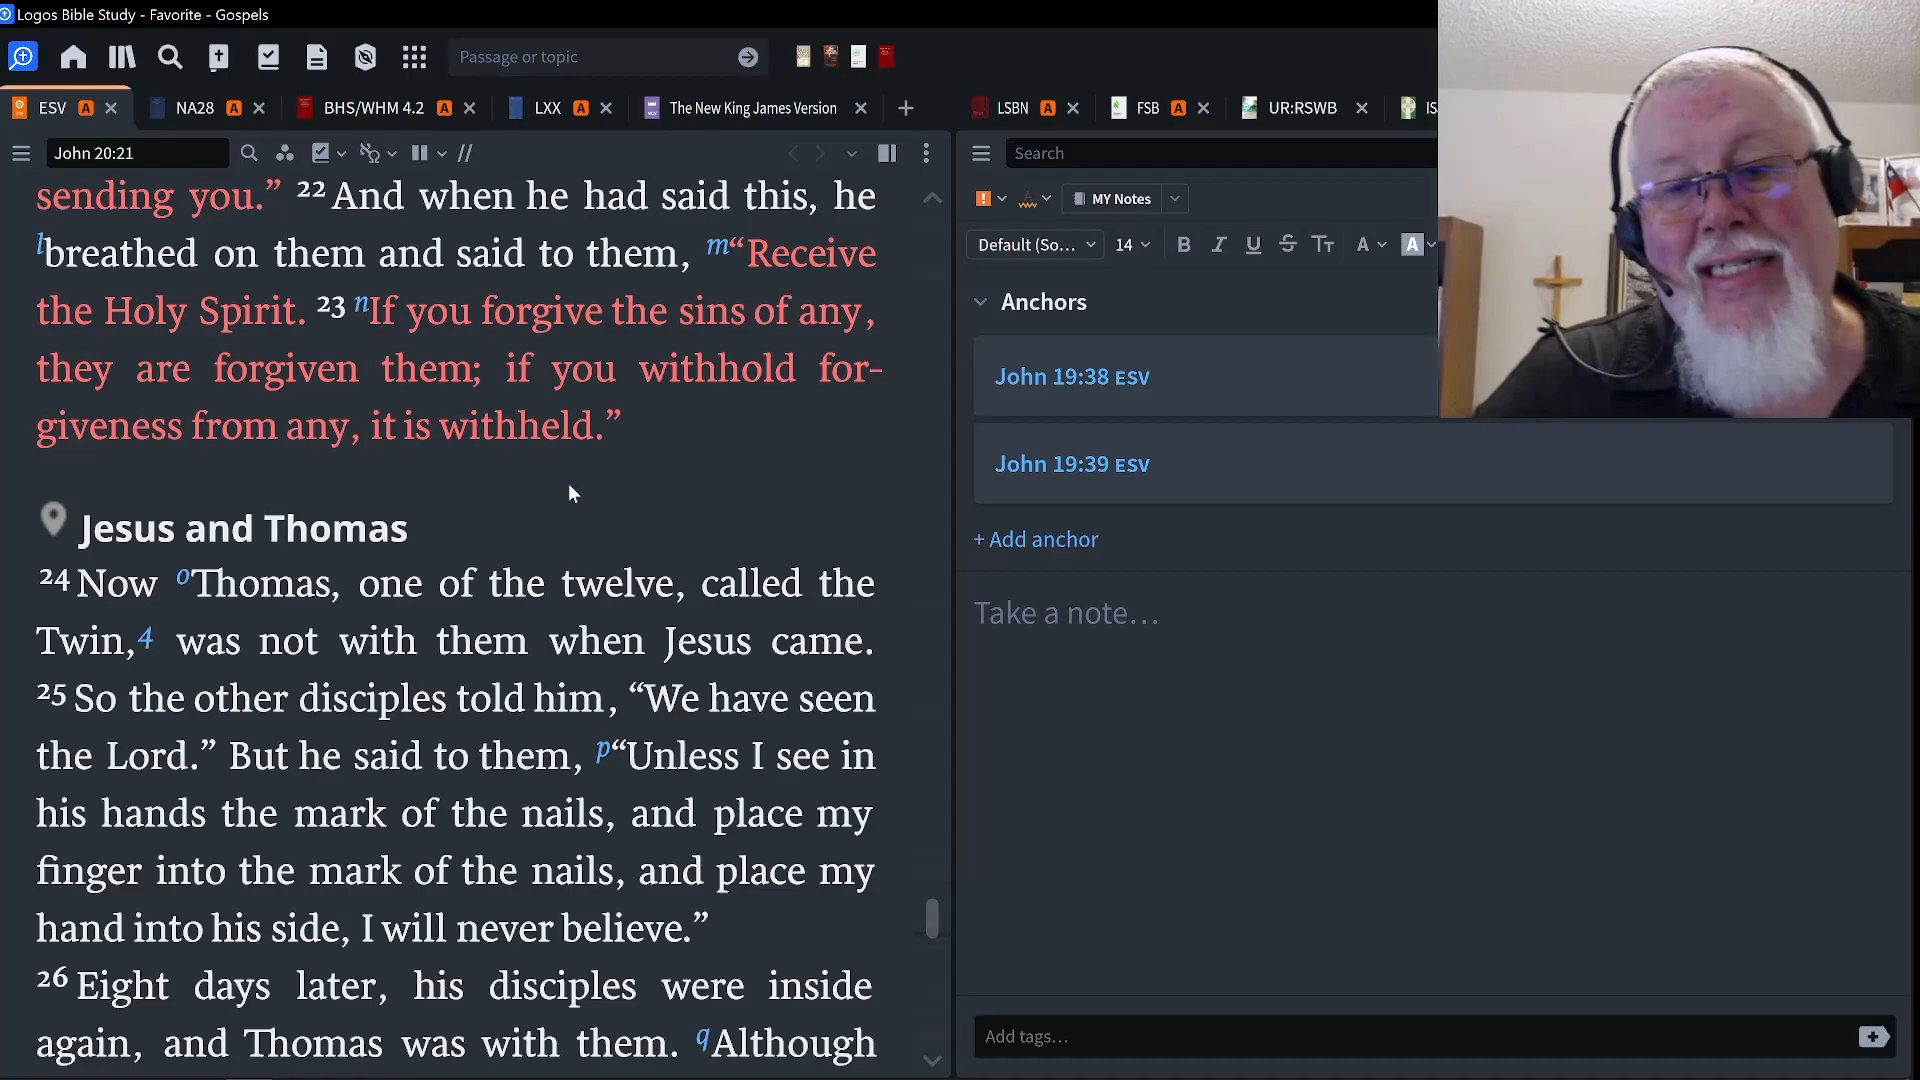 Logos Bible Study - Favorite - Gospels
Passage or topic
ESV A
NA28 A
BHS/WHM 4.2 A
LXX A
The New King James Version
LSBN A
FSB A
UR:RSWB
John 20:21
Search
sending you.” 22 And when he had said this, he
l breathed on them and said to them, m “Receive
the Holy Spirit. 23 n If you forgive the sins of any,
they are forgiven them; if you withhold for-
giveness from any, it is withheld.”
Jesus and Thomas
24 Now o Thomas, one of the twelve, called the
Twin,4 was not with them when Jesus came.
25 So the other disciples told him, “We have seen
the Lord.” But he said to them, p “Unless I see in
his hands the mark of the nails, and place my
finger into the mark of the nails, and place my
hand into his side, I will never believe.”
26 Eight days later, his disciples were inside
again, and Thomas was with them. q Although
MY Notes
Default (So... 14 B I U S Tт A A
Anchors
John 19:38 ESV
John 19:39 ESV
+ Add anchor
Take a note…
Add tags…